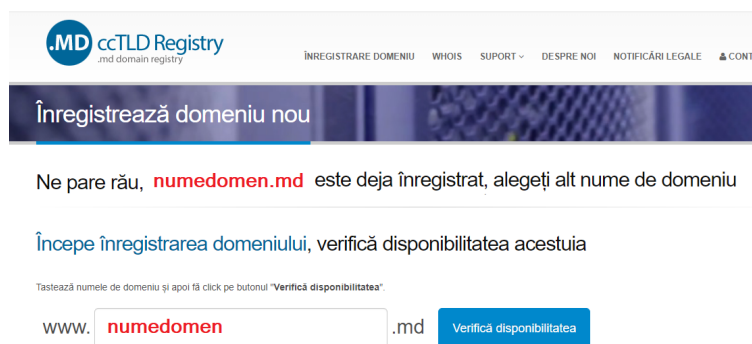 .MD ccTLD Registry
.md domain registry
ÎNREGISTRARE DOMENIU WHOIS SUPORT DESPRE NOI NOTIFICĂRI LEGALE CONT
Înregistrează domeniu nou
Ne pare rău, numedomen.md este deja înregistrat, alegeți alt nume de domeniu
Începe înregistrarea domeniului, verifică disponibilitatea acestuia
Tastează numele de domeniu și apoi fă click pe butonul "Verifică disponibilitatea".
www. numedomen .md Verifică disponibilitatea